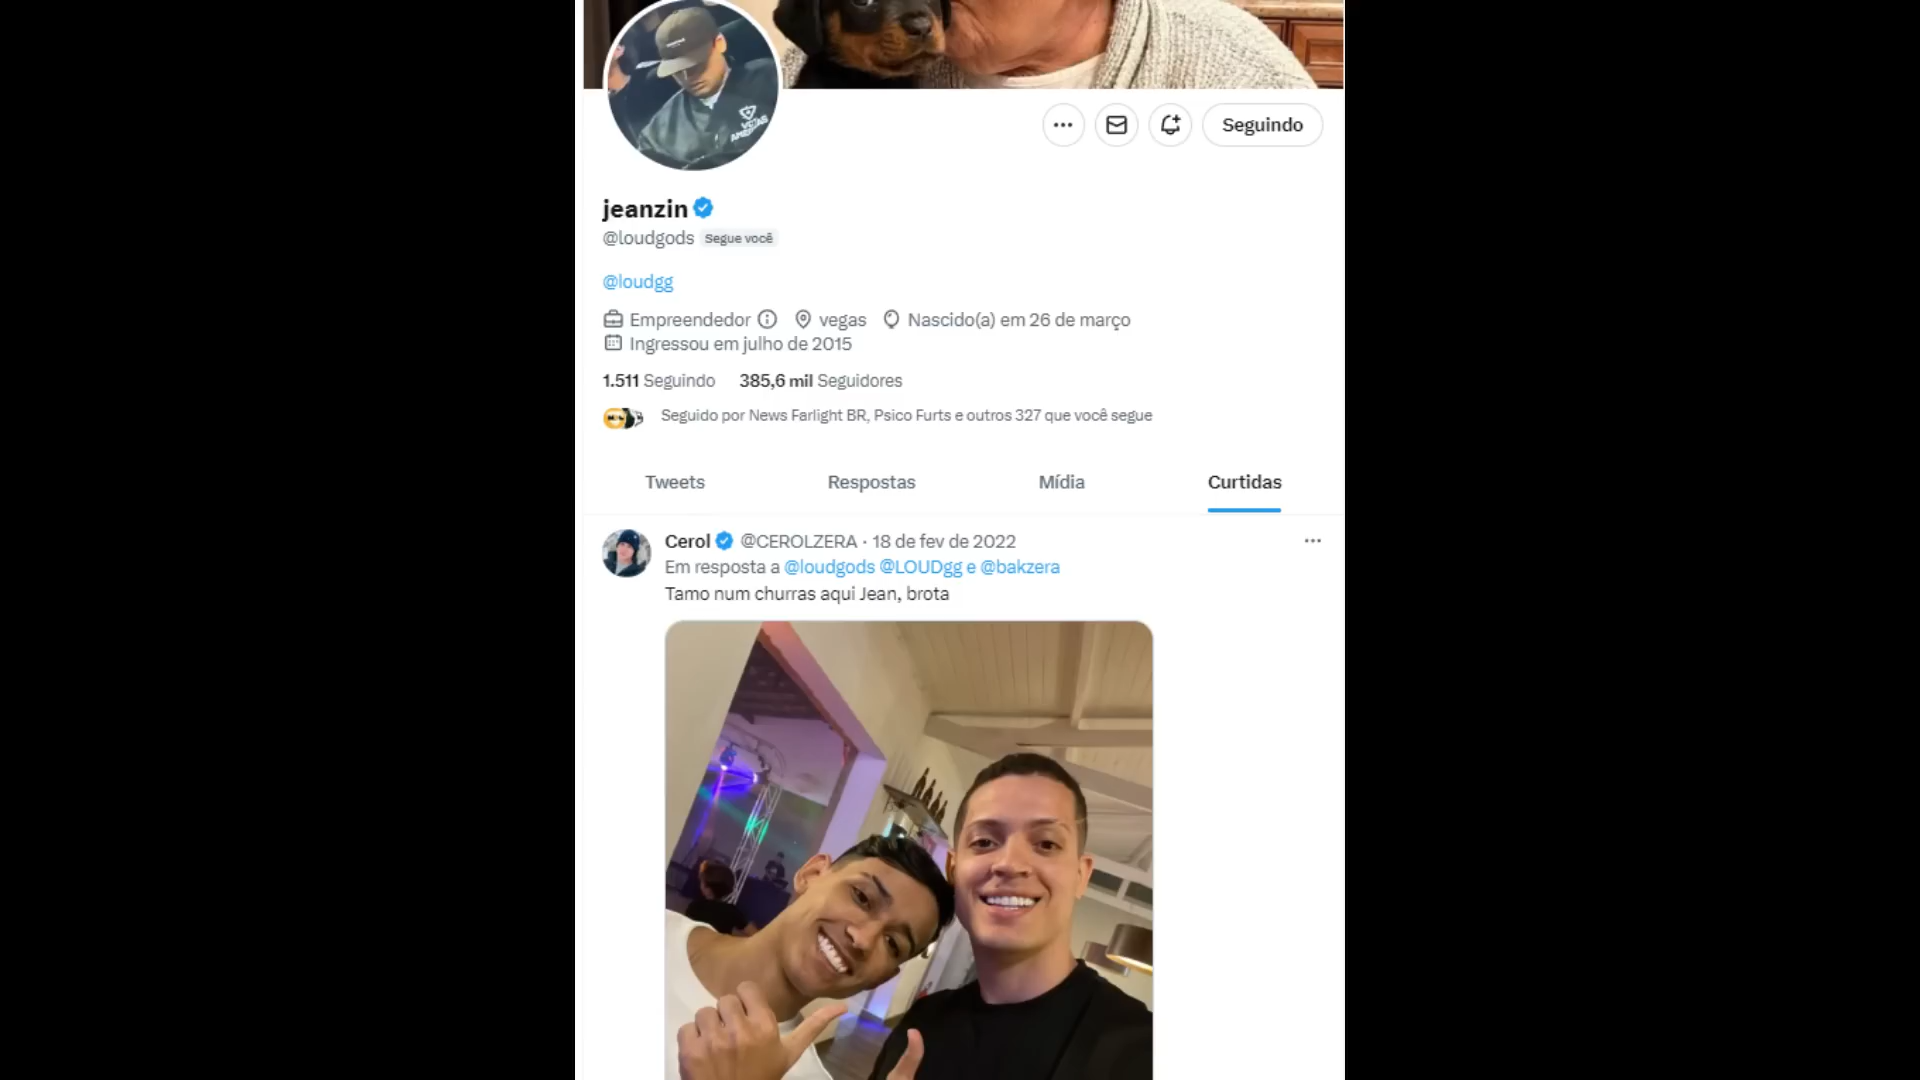 jeanzin
@loudgods Segue você
@loudgg
Empreendedor vegas Nascido(a) em 26 de março
Ingressou em julho de 2015
1.511 Seguindo 385,6 mil Seguidores
Seguido por News Farlight BR, Psico Furts e outros 327 que você segue
Seguindo
Tweets Respostas Mídia Curtidas
Cerol @CEROLZERA · 18 de fev de 2022
Em resposta a @loudgods @LOUDgg e @bakzera
Tamo num churras aqui Jean, brota